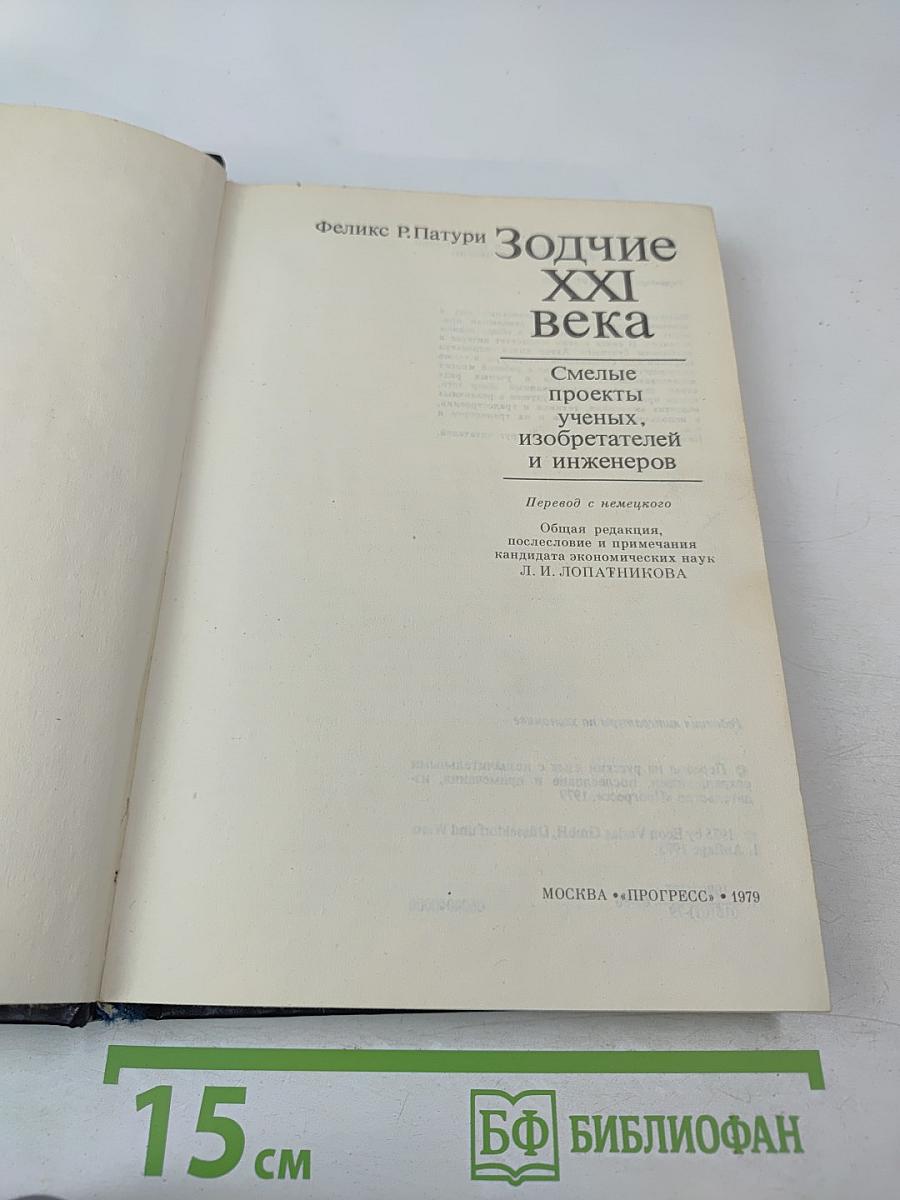 Феликс Р. Патури
Зодчие
XXI
века
Смелые
проекты
ученых,
изобретателей
и инженеров
Перевод с немецкого
Общая редакция,
послесловие и примечания
кандидата экономических наук
Л. И. ЛОПАТНИКОВА
МОСКВА • «ПРОГРЕСС» • 1979
15 см
БФ БИБЛИОФАН